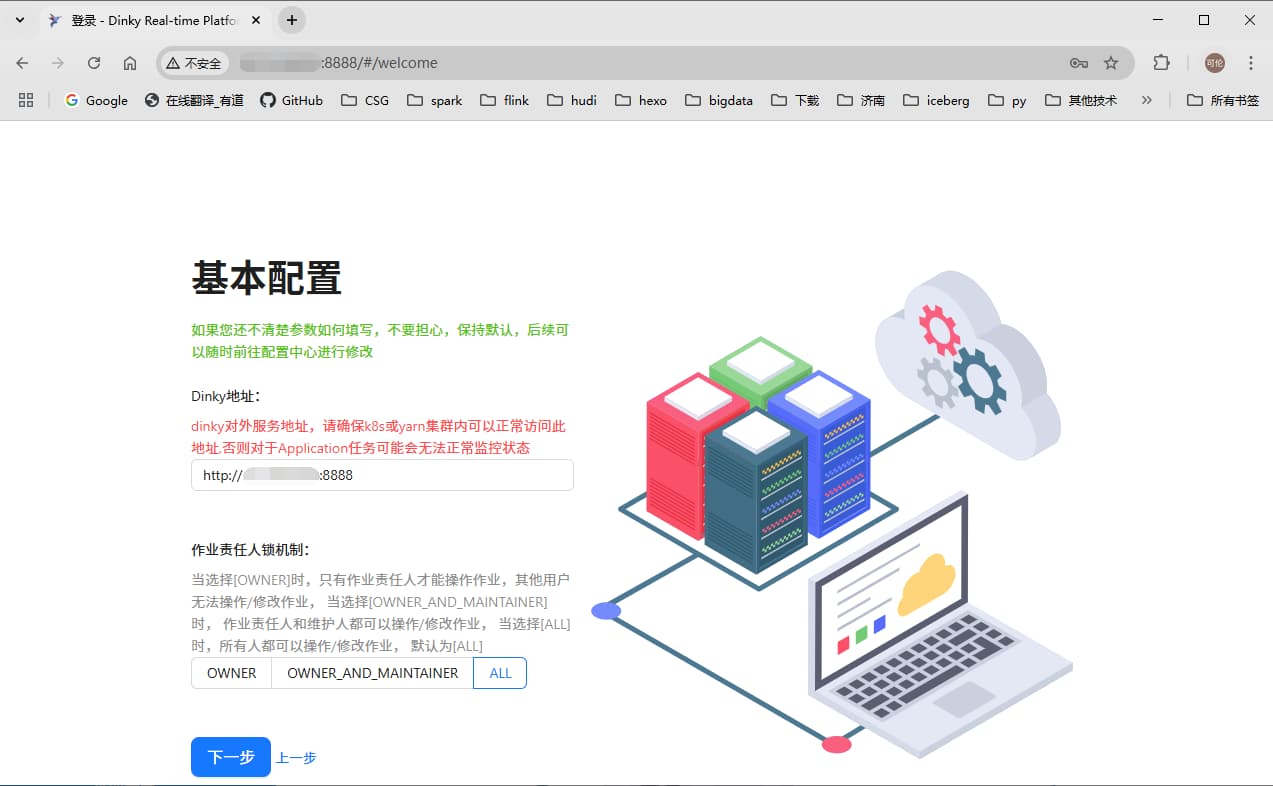 登录 - Dinky Real-time Platfo
不安全
:8888/#/welcome
可伦
Google
在线翻译_有道
GitHub
CSG
spark
flink
hudi
hexo
bigdata
下载
济南
iceberg
py
其他技术
所有书签
基本配置
如果您还不清楚参数如何填写，不要担心，保持默认，后续可
以随时前往配置中心进行修改
Dinky地址：
dinky对外服务地址，请确保k8s或yarn集群内可以正常访问此
地址,否则对于Application任务可能会无法正常监控状态
http:// :8888
作业责任人锁机制：
当选择[OWNER]时，只有作业责任人才能操作作业，其他用户
无法操作/修改作业， 当选择[OWNER_AND_MAINTAINER]
时， 作业责任人和维护人都可以操作/修改作业， 当选择[ALL]
时，所有人都可以操作/修改作业， 默认为[ALL]
OWNER
OWNER_AND_MAINTAINER
ALL
下一步
上一步